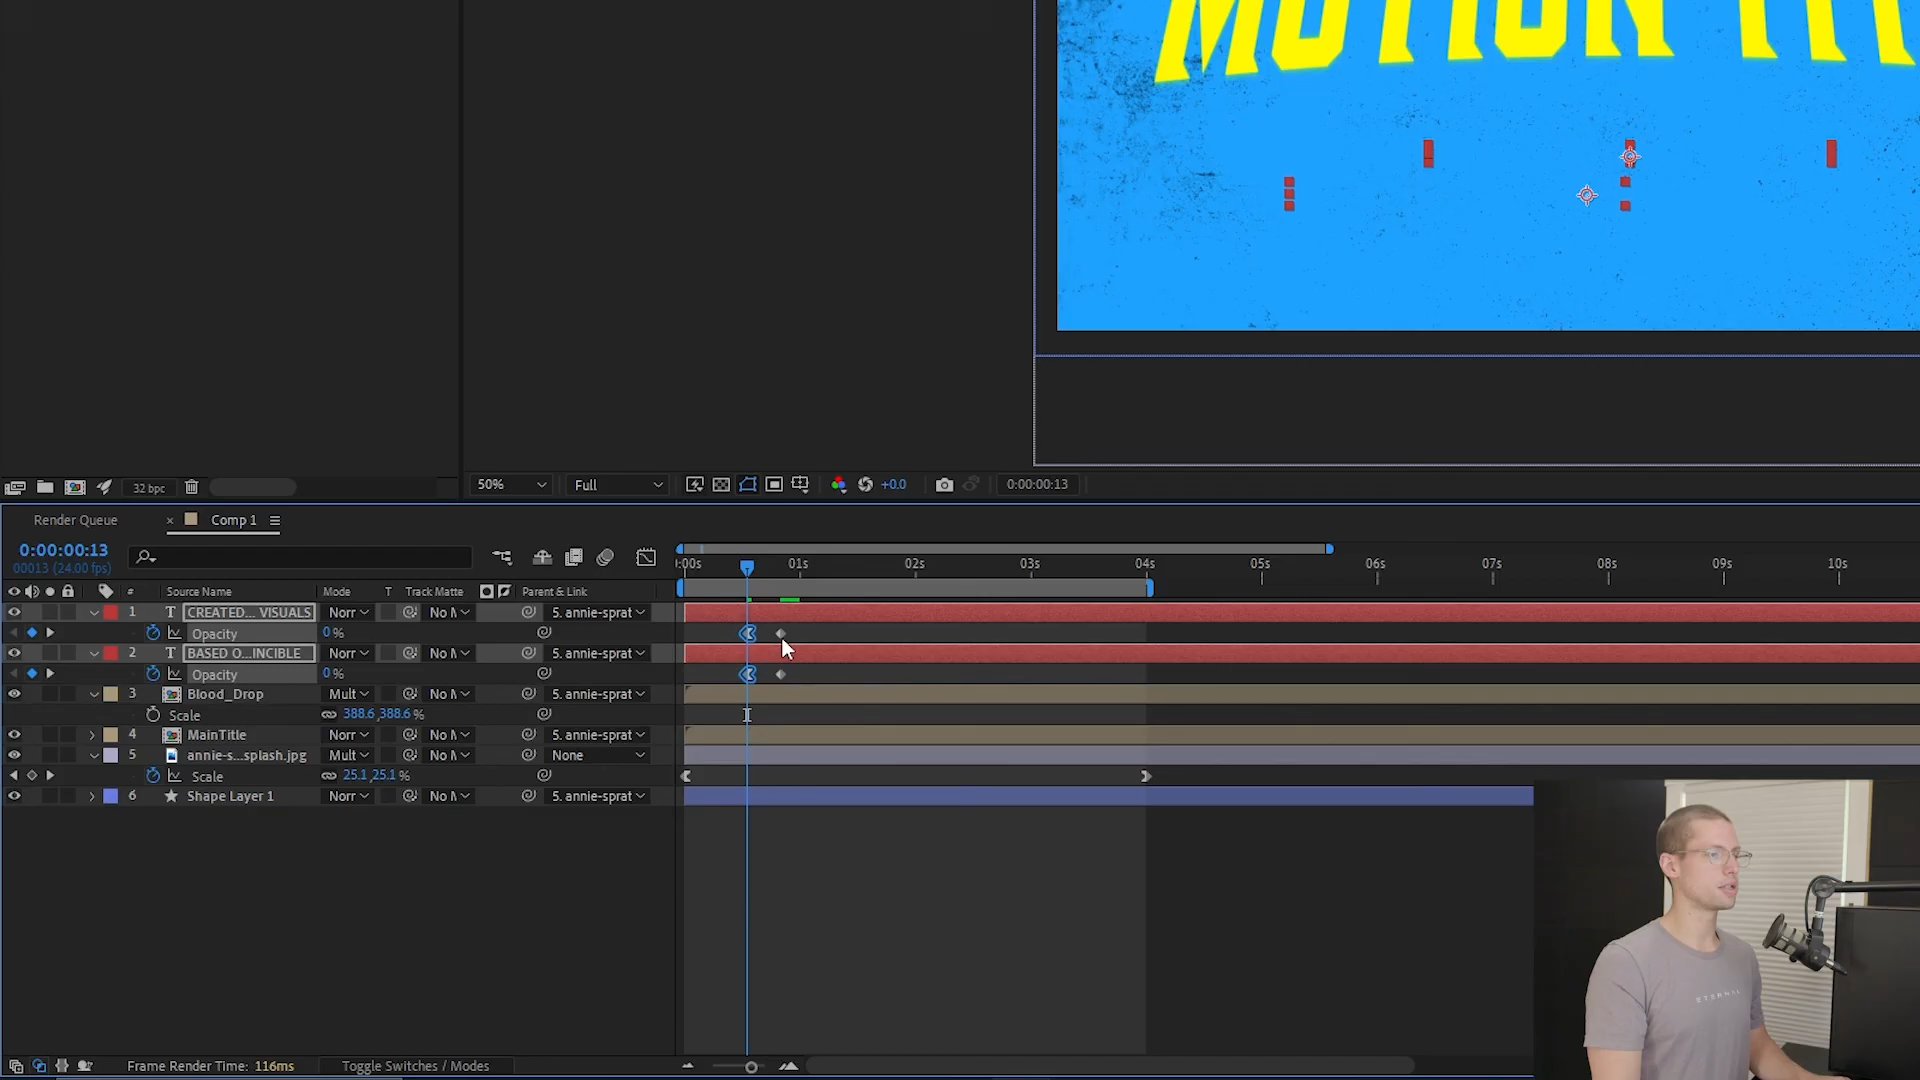 MOTION TIT
32 bpc
50%
Full
+0.0
0:00:00:13
Render Queue
× Comp 1
0:00:00:13
00013 (24.00 fps)
:00s 01s 02s 03s 04s 05s 06s 07s 08s 09s 10s
# Source Name Mode T Track Matte Parent & Link
1 T CREATED... VISUALS Norr No M 5. annie-sprat
Opacity 0 %
2 T BASED O...INCIBLE Norr No M 5. annie-sprat
Opacity 0 %
3 Blood_Drop Mult No M 5. annie-sprat
Scale 388.6,388.6 %
4 MainTitle Norr No M 5. annie-sprat
5 annie-s...splash.jpg Mult No M None
Scale 25.1,25.1 %
6 Shape Layer 1 Norr No M 5. annie-sprat
ETERNAL
Frame Render Time: 116ms
Toggle Switches / Modes